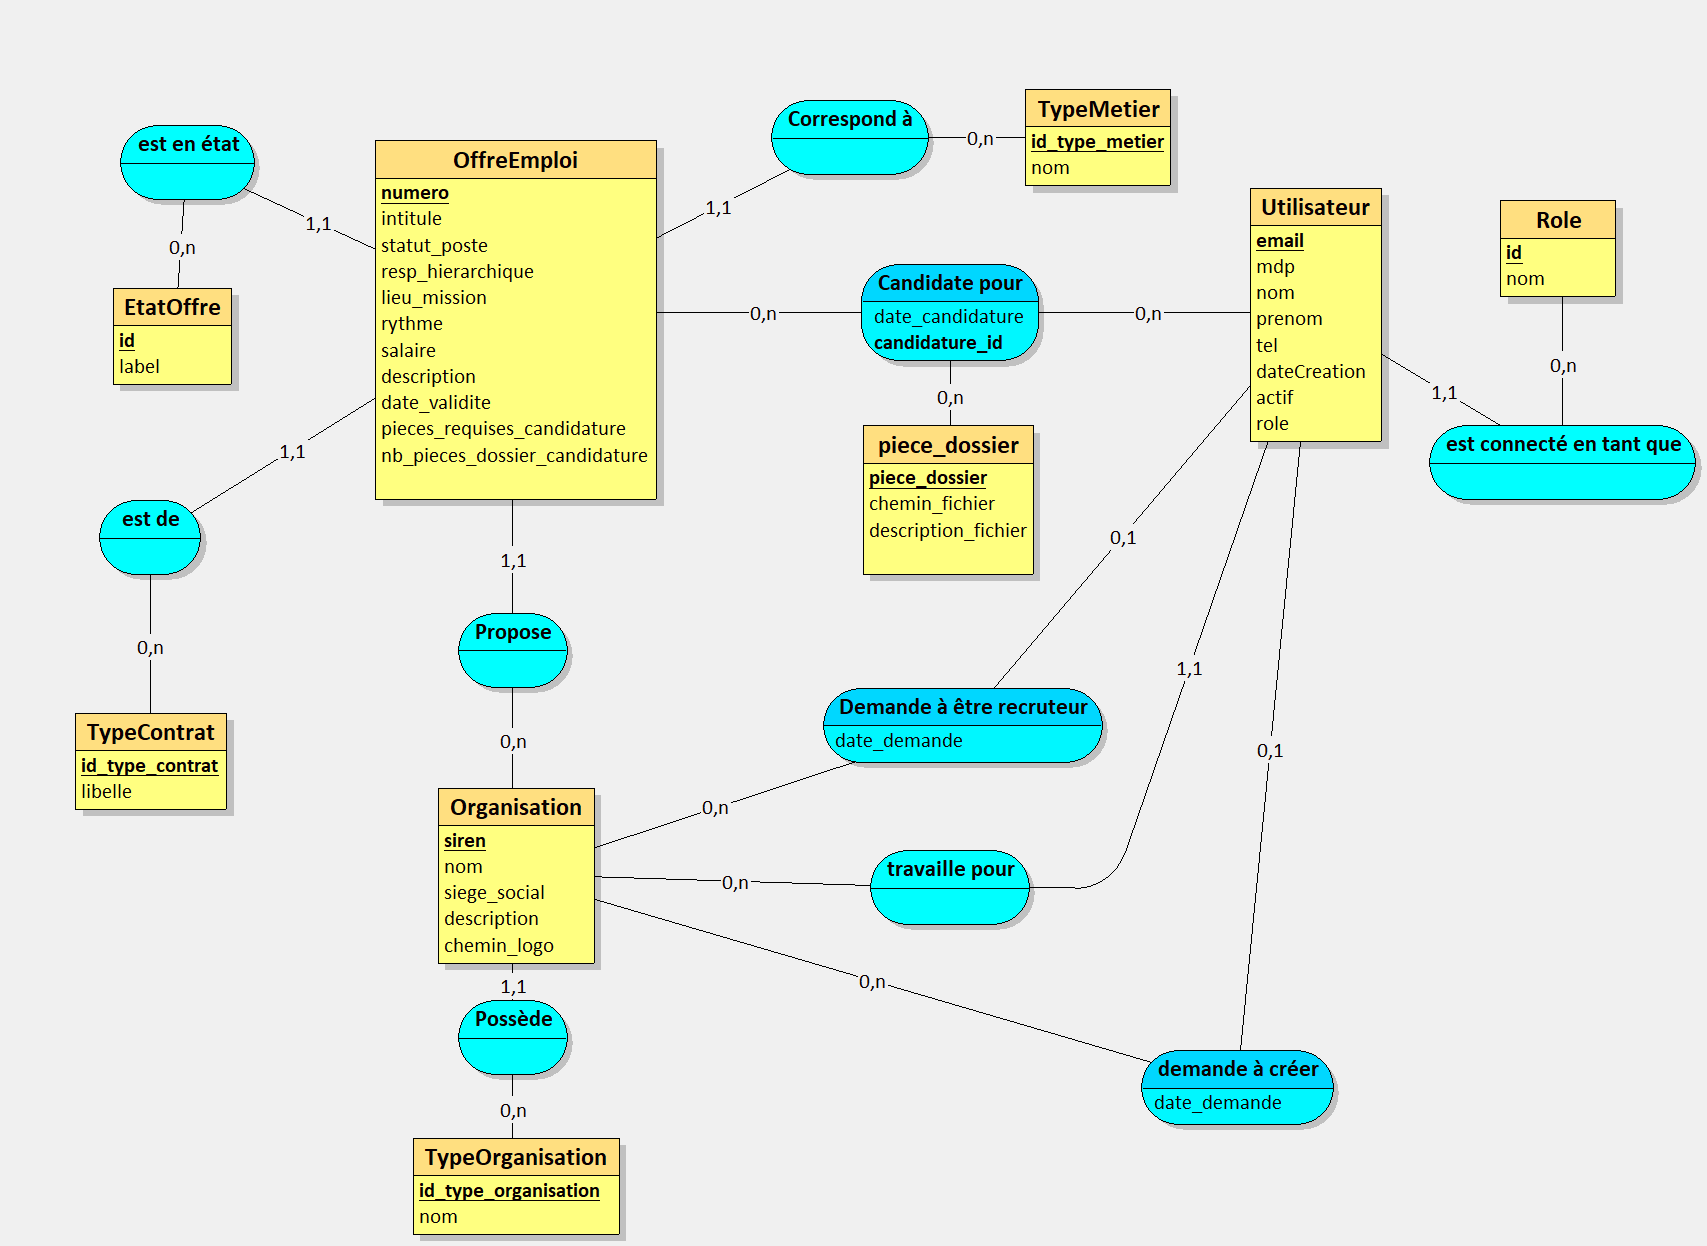 est en état
1,1
0,n
EtatOffre
id
label
OffreEmploi
numero
intitule
statut_poste
resp_hierarchique
lieu_mission
rythme
salaire
description
date_validite
pieces_requises_candidature
nb_pieces_dossier_candidature
Correspond à
1,1
0,n
TypeMetier
id_type_metier
nom
Utilisateur
email
mdp
nom
prenom
tel
dateCreation
actif
role
Role
id
nom
0,n
1,1
est connecté en tant que
0,n
Candidate pour
date_candidature
candidature_id
0,n
0,n
piece_dossier
piece_dossier
chemin_fichier
description_fichier
1,1
est de
0,n
TypeContrat
id_type_contrat
libelle
1,1
Propose
0,n
0,1
Demande à être recruteur
date_demande
0,n
1,1
travaille pour
0,n
0,1
demande à créer
date_demande
0,n
Organisation
siren
nom
siege_social
description
chemin_logo
1,1
Possède
0,n
TypeOrganisation
id_type_organisation
nom